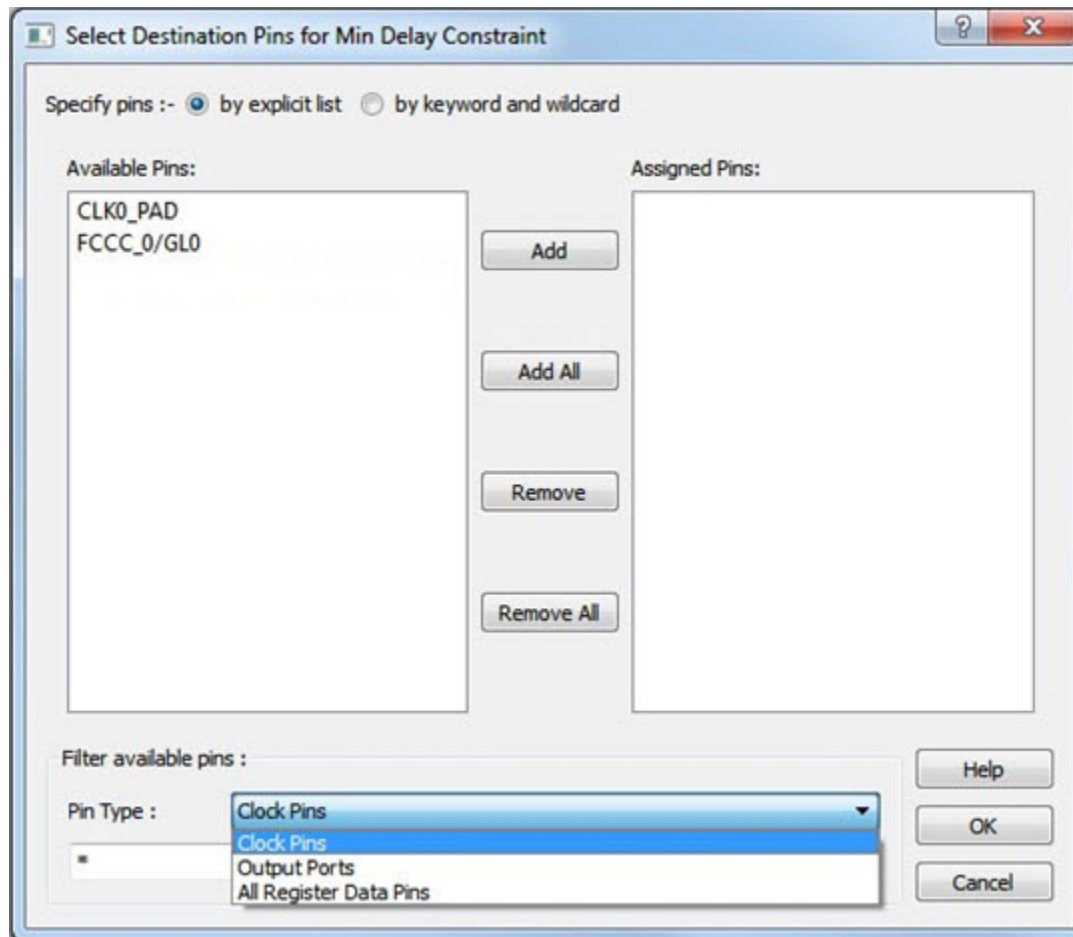 Select Destination Pins for Min Delay Constraint
Specify pins :- by explicit list by keyword and wildcard
Available Pins:
Assigned Pins:
CLK0_PAD
FCCC_0/GL0
Add
Add All
Remove
Remove All
Filter available pins :
Pin Type :
Clock Pins
Clock Pins
Output Ports
All Register Data Pins
*
Help
OK
Cancel